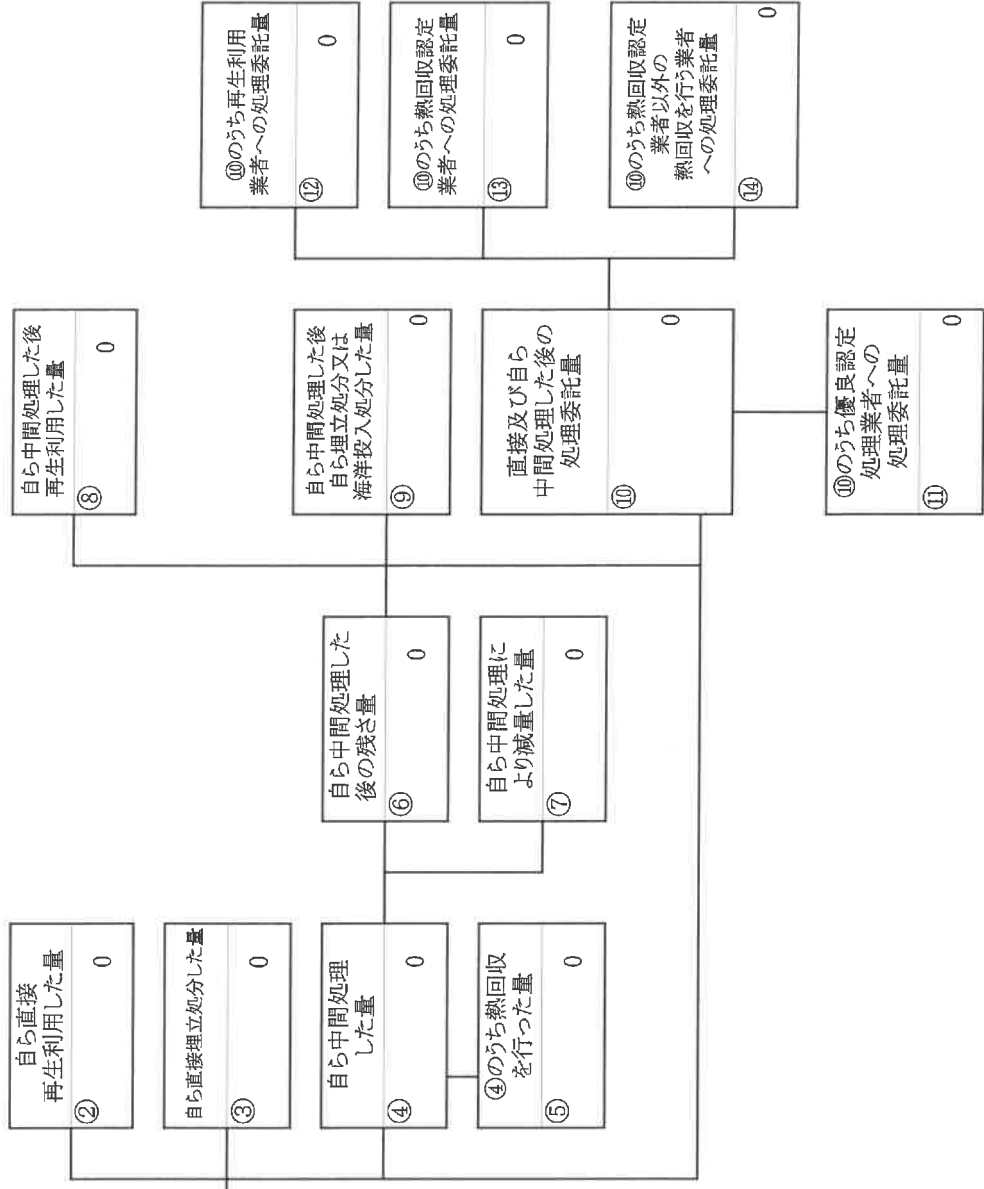 自ら直接
再生利用した量
②
0
自ら直接埋立処分した量
③
0
自ら中間処理
した量
④
0
④のうち熱回収
を行った量
⑤
0
自ら中間処理した
後の残さ量
⑥
0
自ら中間処理に
より減量した量
⑦
0
自ら中間処理した後
再生利用した量
⑧
0
自ら中間処理した後
自ら埋立処分又は
海洋投入処分した量
⑨
0
直接及び自ら
中間処理した後の
処理委託量
⑩
0
⑩のうち優良認定
処理業者への
処理委託量
⑪
0
⑩のうち再生利用
業者への処理委託量
⑫
0
⑩のうち熱回収認定
業者への処理委託量
⑬
0
⑩のうち熱回収認定
業者以外の
熱回収を行う業者
への処理委託量
⑭
0